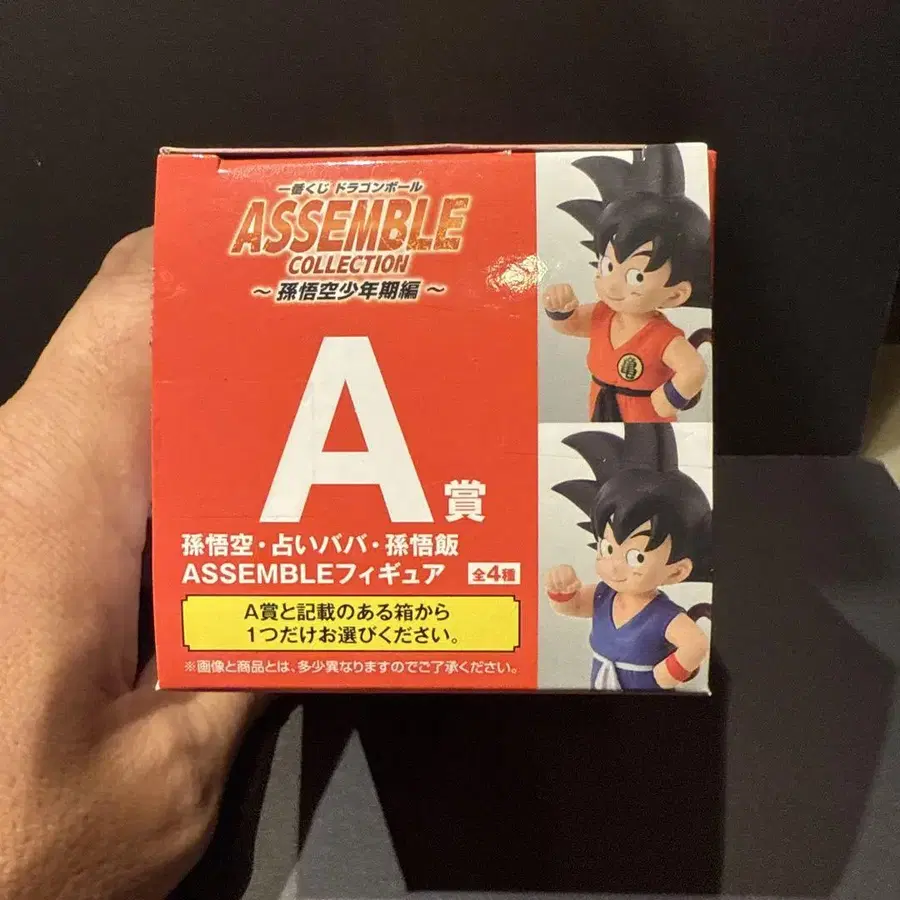 一番くじ ドラゴンボール
ASSEMBLE
COLLECTION
～孫悟空少年期編～
A賞
孫悟空・占いババ・孫悟飯
ASSEMBLEフィギュア 全4種
A賞と記載のある箱から
1つだけお選びください。
※画像と商品とは、多少異なりますのでご了承ください。
亀